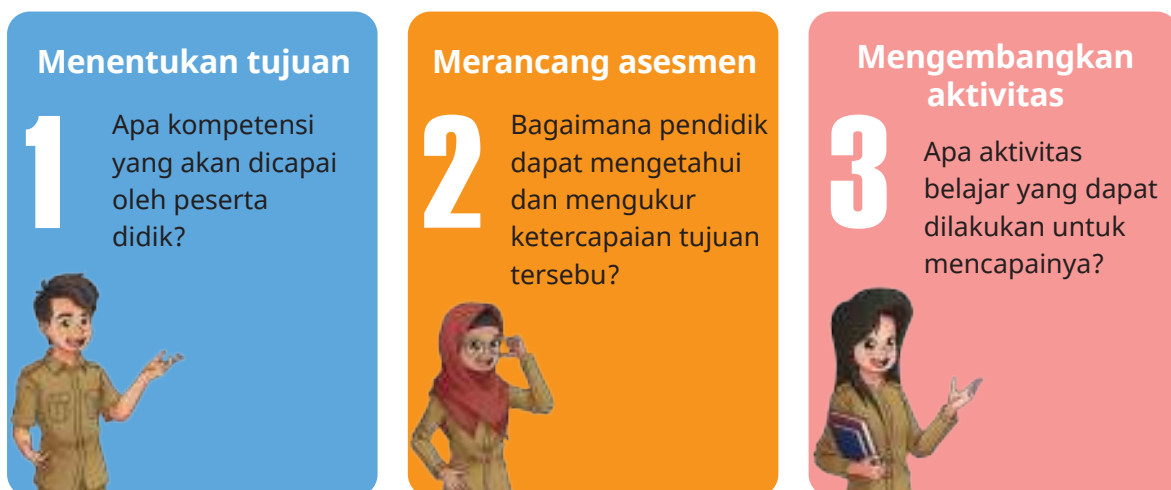 Menentukan tujuan
1
Apa kompetensi
yang akan dicapai
oleh peserta
didik?
Merancang asesmen
2
Bagaimana pendidik
dapat mengetahui
dan mengukur
ketercapaian tujuan
tersebu?
Mengembangkan
aktivitas
3
Apa aktivitas
belajar yang dapat
dilakukan untuk
mencapainya?